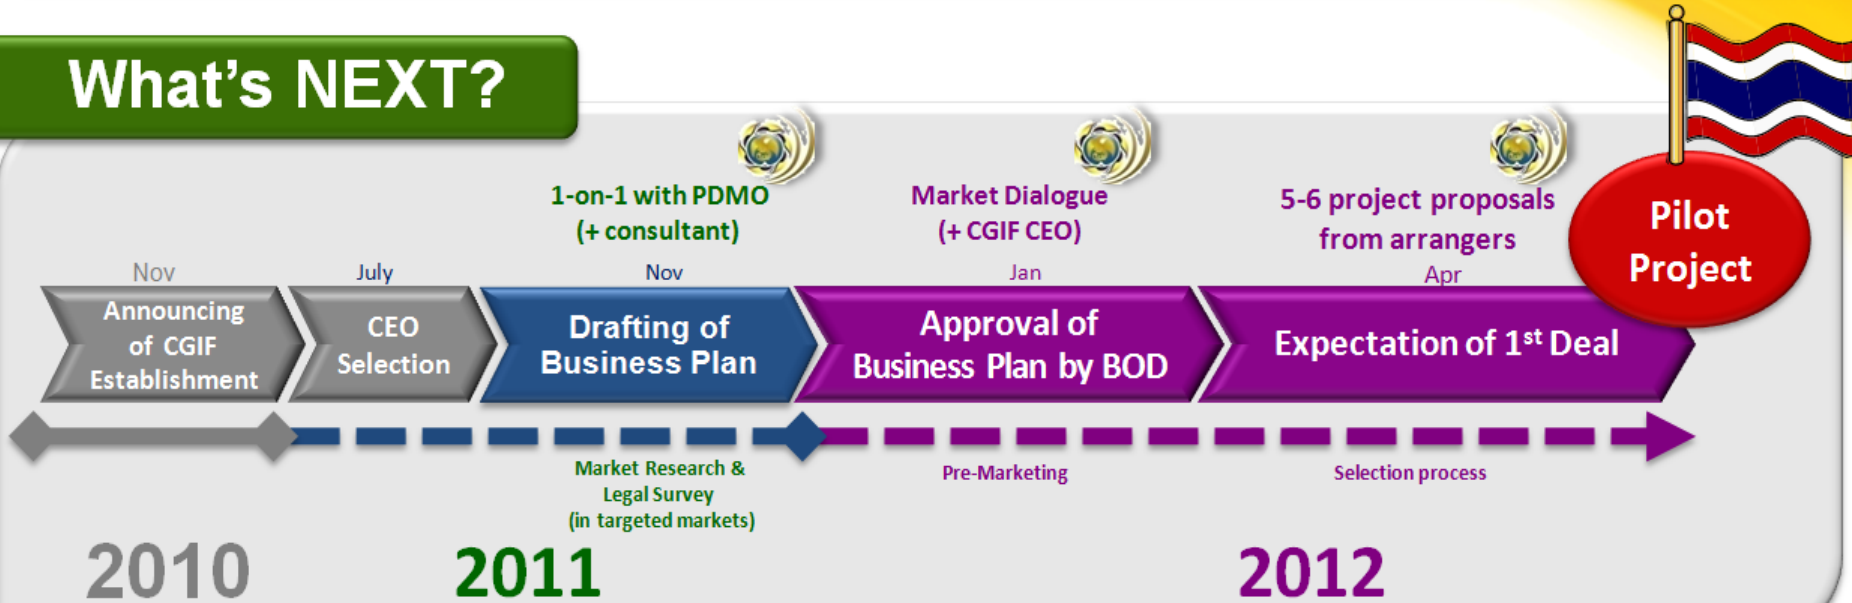 What's NEXT?
1-on-1 with PDMO
(+ consultant)
Market Dialogue
(+ CGIF CEO)
5-6 project proposals
from arrangers
Pilot
Project
Nov
July
Nov
Jan
Apr
Announcing
of CGIF
Establishment
CEO
Selection
Drafting of
Business Plan
Approval of
Business Plan by BOD
Expectation of 1st Deal
Market Research &
Legal Survey
(in targeted markets)
Pre-Marketing
Selection process
2010
2011
2012